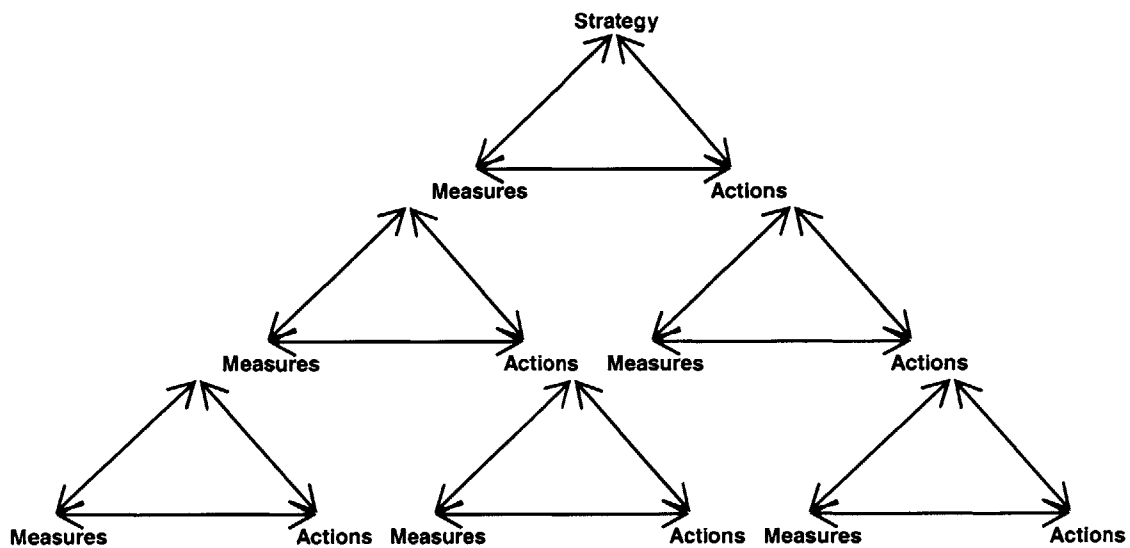 Strategy
Measures Actions
Measures Actions Measures Actions
Measures Actions Measures Actions Measures Actions